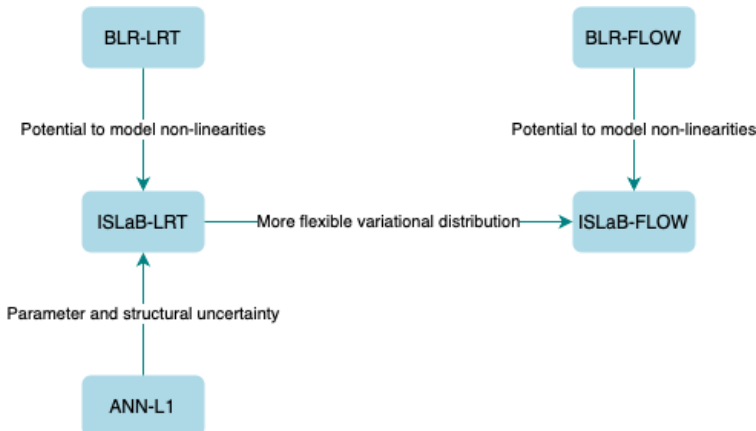 BLR-LRT
BLR-FLOW
Potential to model non-linearities
Potential to model non-linearities
ISLaB-LRT
More flexible variational distribution
ISLaB-FLOW
Parameter and structural uncertainty
ANN-L1